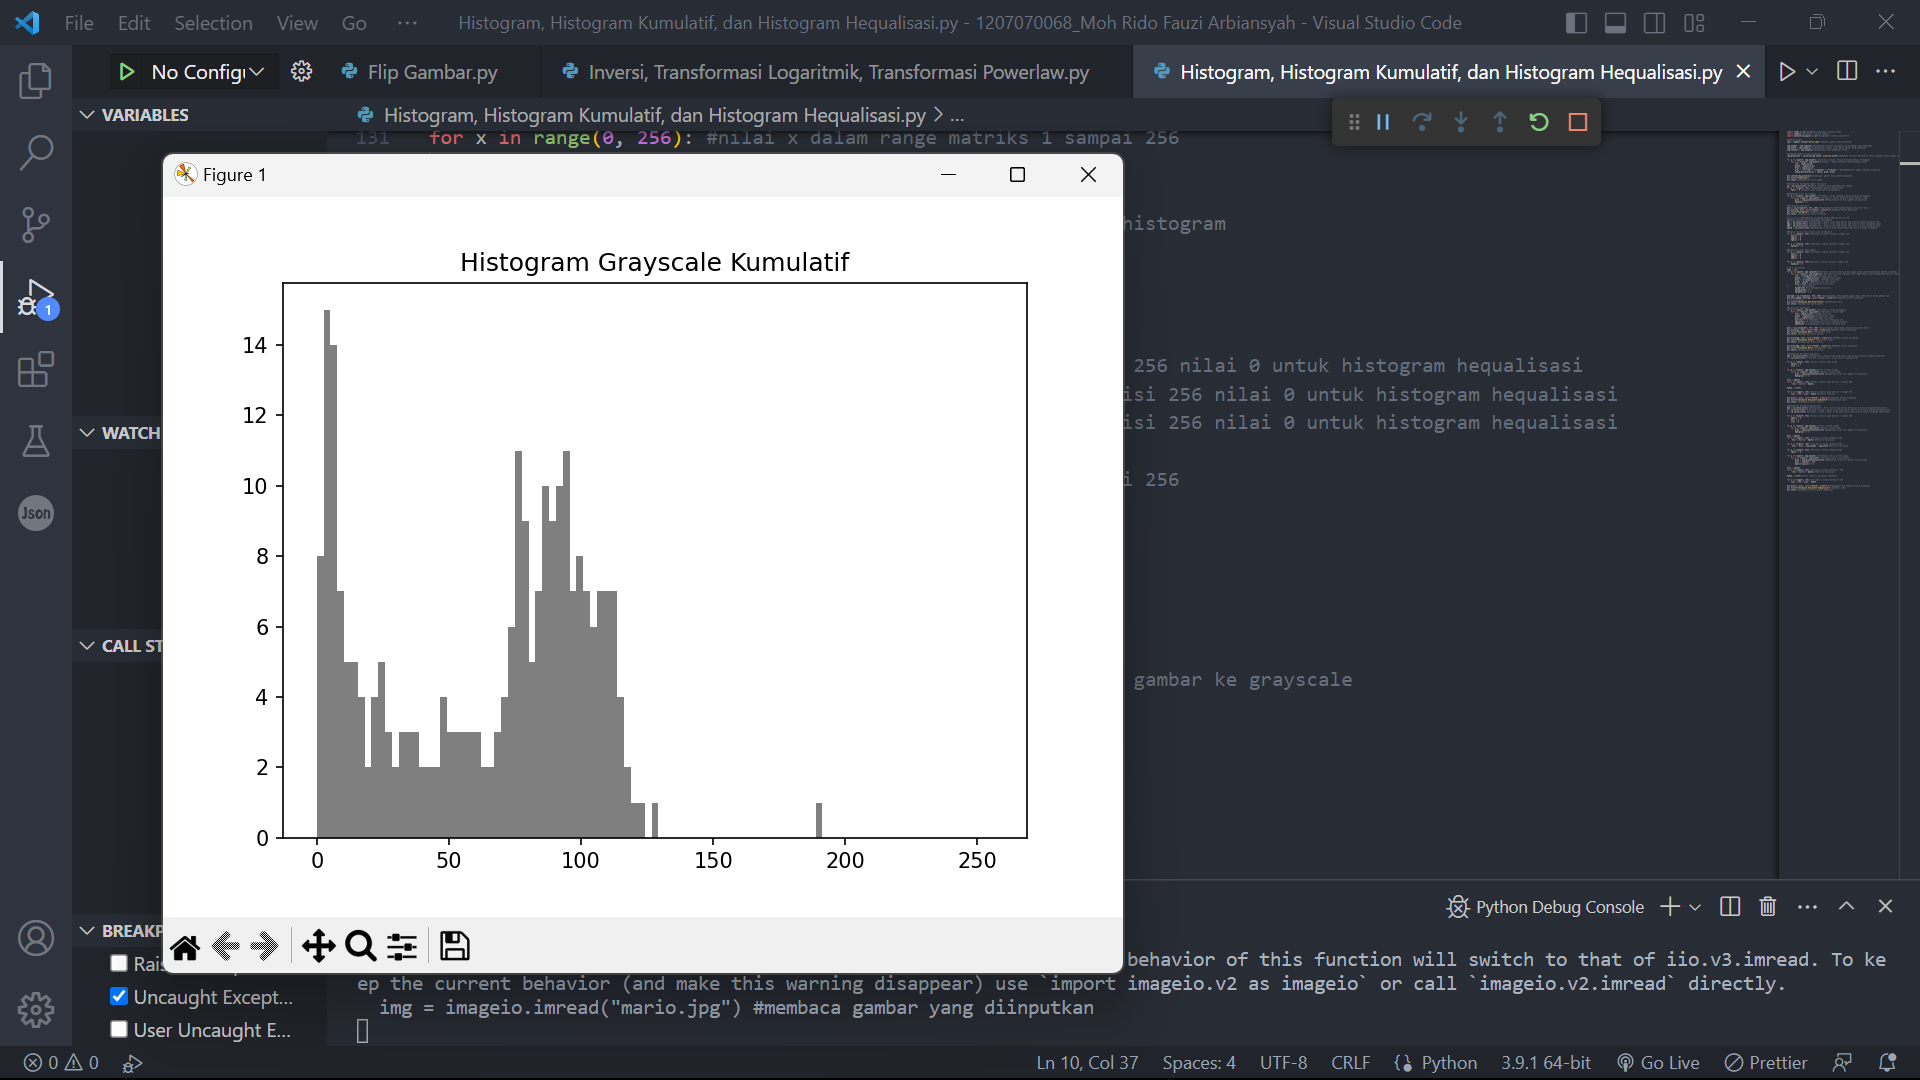 File Edit Selection View Go ··· Histogram, Histogram Kumulatif, dan Histogram Hequalisasi.py - 1207070068_Moh Rido Fauzi Arbiansyah - Visual Studio Code
No Config Flip Gambar.py Inversi, Transformasi Logaritmik, Transformasi Powerlaw.py Histogram, Histogram Kumulatif, dan Histogram Hequalisasi.py
VARIABLES Histogram, Histogram Kumulatif, dan Histogram Hequalisasi.py > ...
131 for x in range(0, 256): #nilai x dalam range matriks 1 sampai 256
Figure 1
histogram
Histogram Grayscale Kumulatif
14
12
10
8
6
4
2
0
0 50 100 150 200 250
256 nilai 0 untuk histogram hequalisasi
isi 256 nilai 0 untuk histogram hequalisasi
isi 256 nilai 0 untuk histogram hequalisasi
i 256
gambar ke grayscale
1
Json
WATCH
CALL ST
BREAKP
Rais
Uncaught Except...
User Uncaught E...
Python Debug Console
behavior of this function will switch to that of iio.v3.imread. To ke
ep the current behavior (and make this warning disappear) use `import imageio.v2 as imageio` or call `imageio.v2.imread` directly.
img = imageio.imread("mario.jpg") #membaca gambar yang diinputkan
0 0 Ln 10, Col 37 Spaces: 4 UTF-8 CRLF Python 3.9.1 64-bit Go Live Prettier